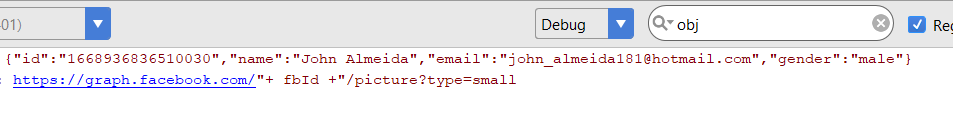 401) Debug obj Reg
{"id":"1668936836510030","name":"John Almeida","email":"john_almeida181@hotmail.com","gender":"male"}
: https://graph.facebook.com/"+ fbId +"/picture?type=small